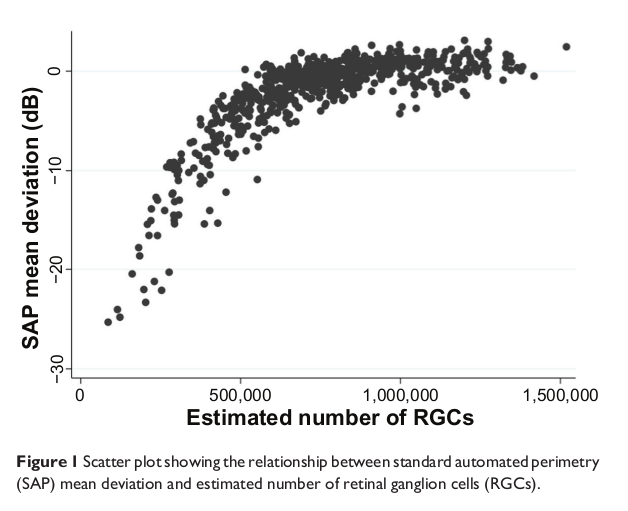 0
−10
−20
−30
SAP mean deviation (dB)
0
500,000
1,000,000
1,500,000
Estimated number of RGCs
Figure 1 Scatter plot showing the relationship between standard automated perimetry
(SAP) mean deviation and estimated number of retinal ganglion cells (RGCs).